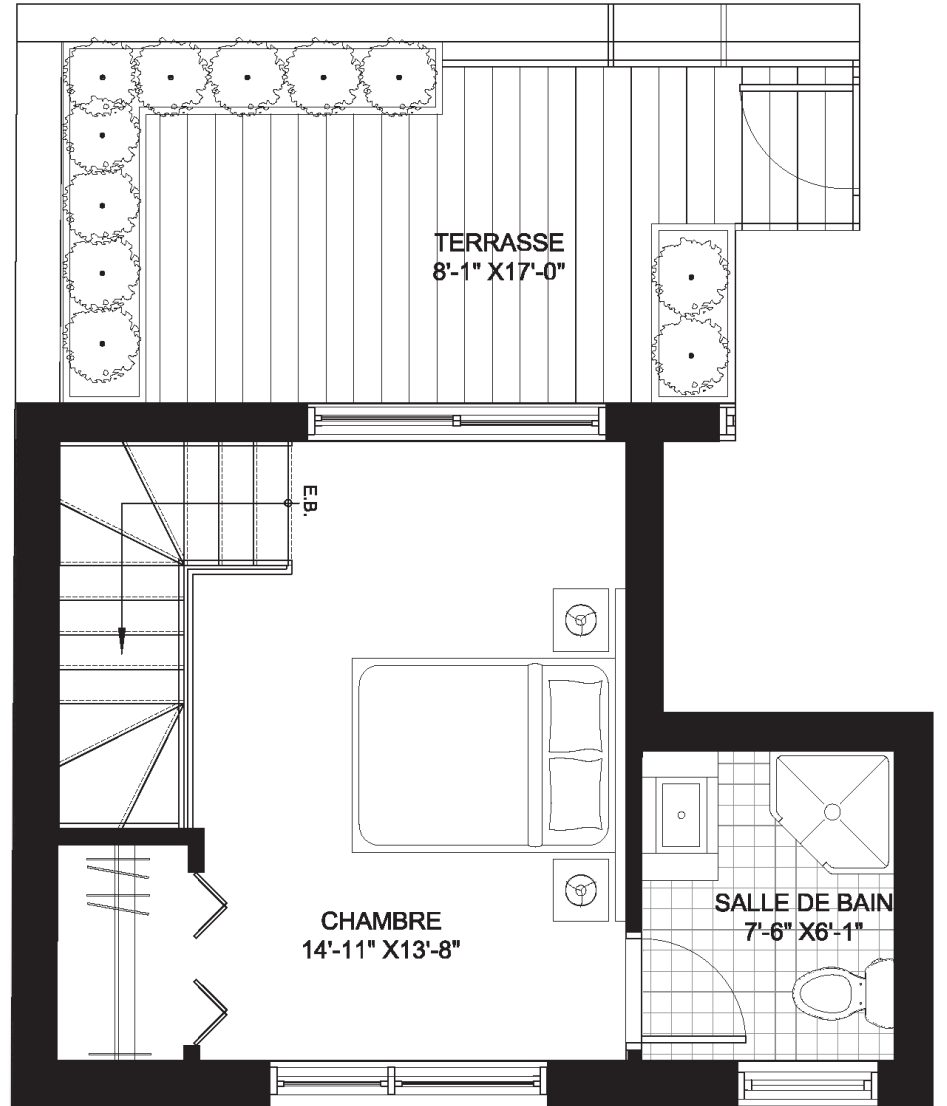 TERRASSE
8'-1" X17'-0"
E.B.
CHAMBRE
14'-11" X13'-8"
SALLE DE BAIN
7'-6" X6'-1"